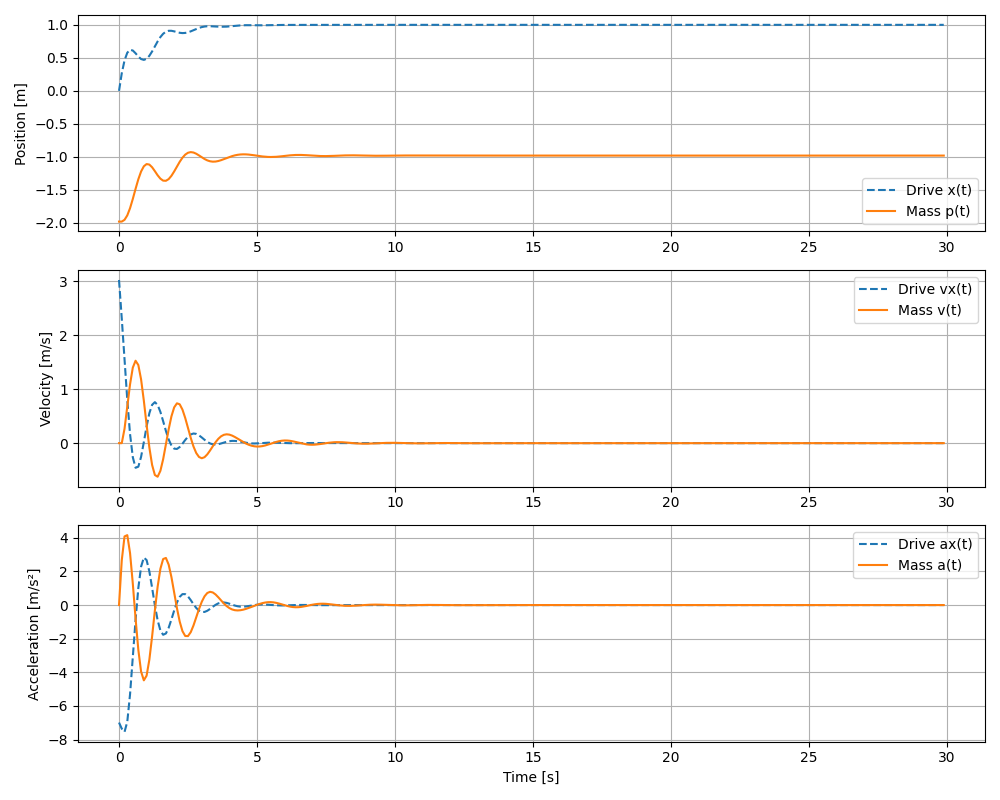 Position [m]
1.0
0.5
0.0
−0.5
−1.0
−1.5
−2.0
Drive x(t)
Mass p(t)
0 5 10 15 20 25 30
Velocity [m/s]
3
2
1
0
Drive vx(t)
Mass v(t)
0 5 10 15 20 25 30
Acceleration [m/s²]
4
2
0
−2
−4
−6
−8
Drive ax(t)
Mass a(t)
0 5 10 15 20 25 30
Time [s]